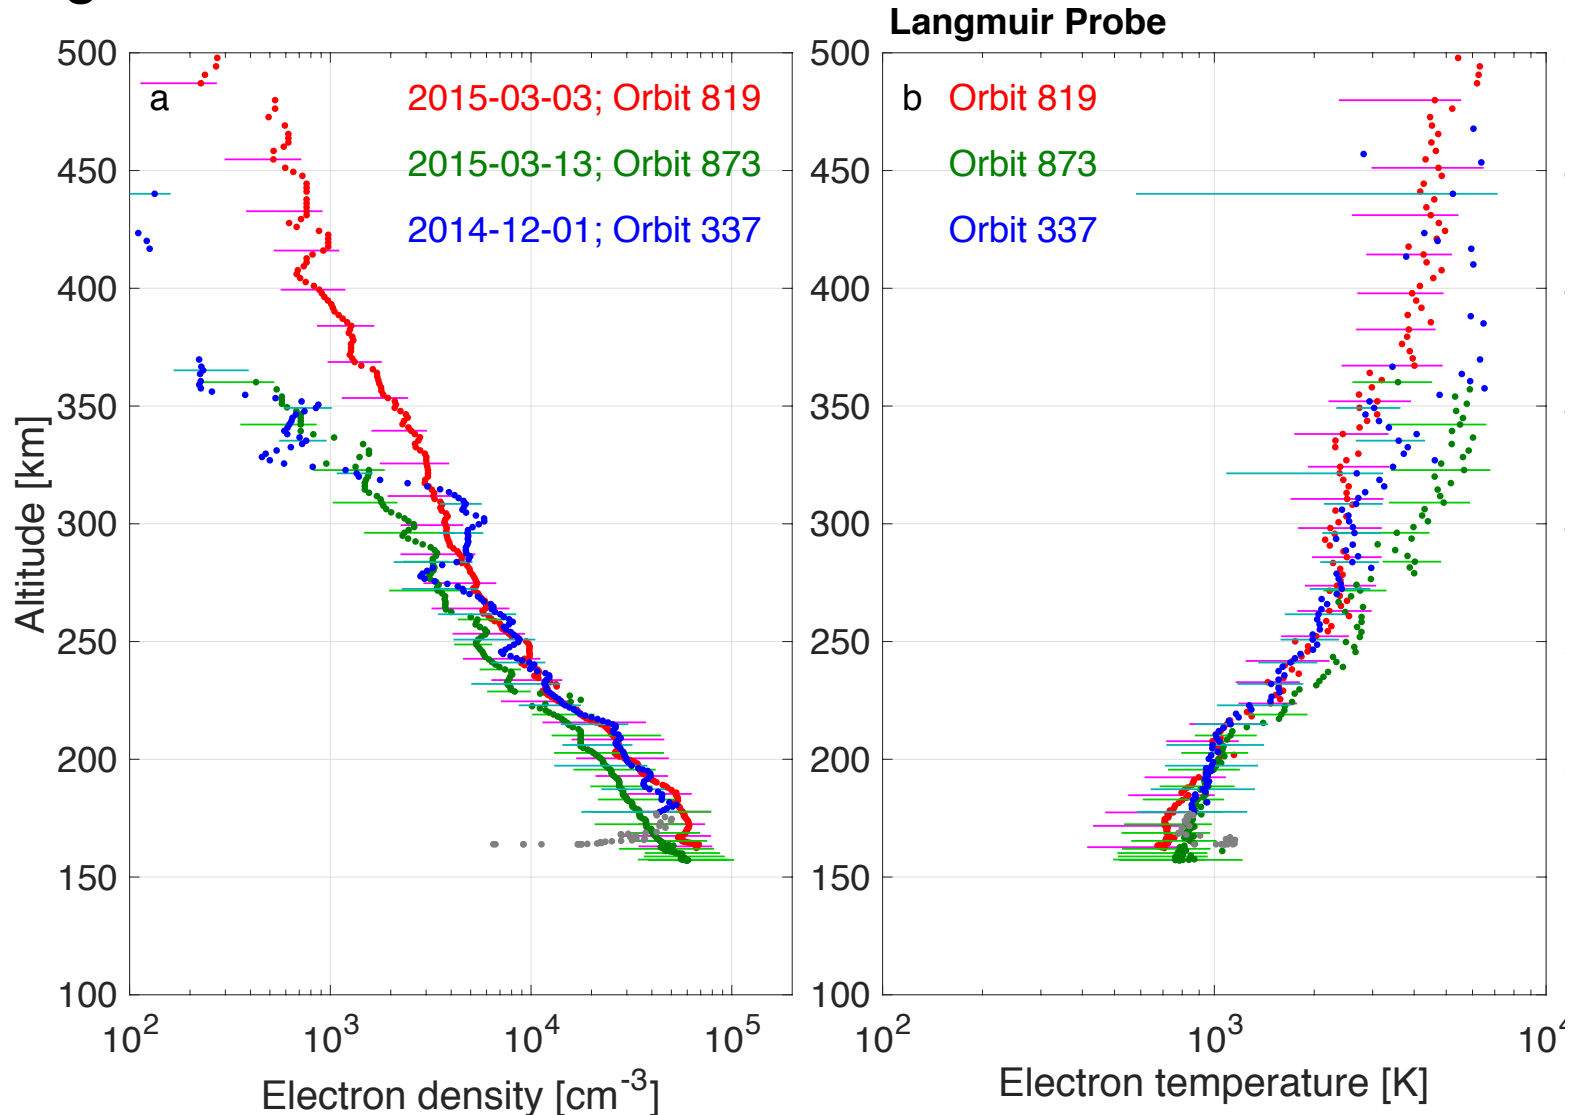 g
Langmuir Probe
a
2015-03-03; Orbit 819
2015-03-13; Orbit 873
2014-12-01; Orbit 337
500
450
400
350
300
250
200
150
100
10^2
10^3
10^4
10^5
Altitude [km]
Electron density [cm^-3]
b
Orbit 819
Orbit 873
Orbit 337
500
450
400
350
300
250
200
150
100
10^2
10^3
10^4
Electron temperature [K]